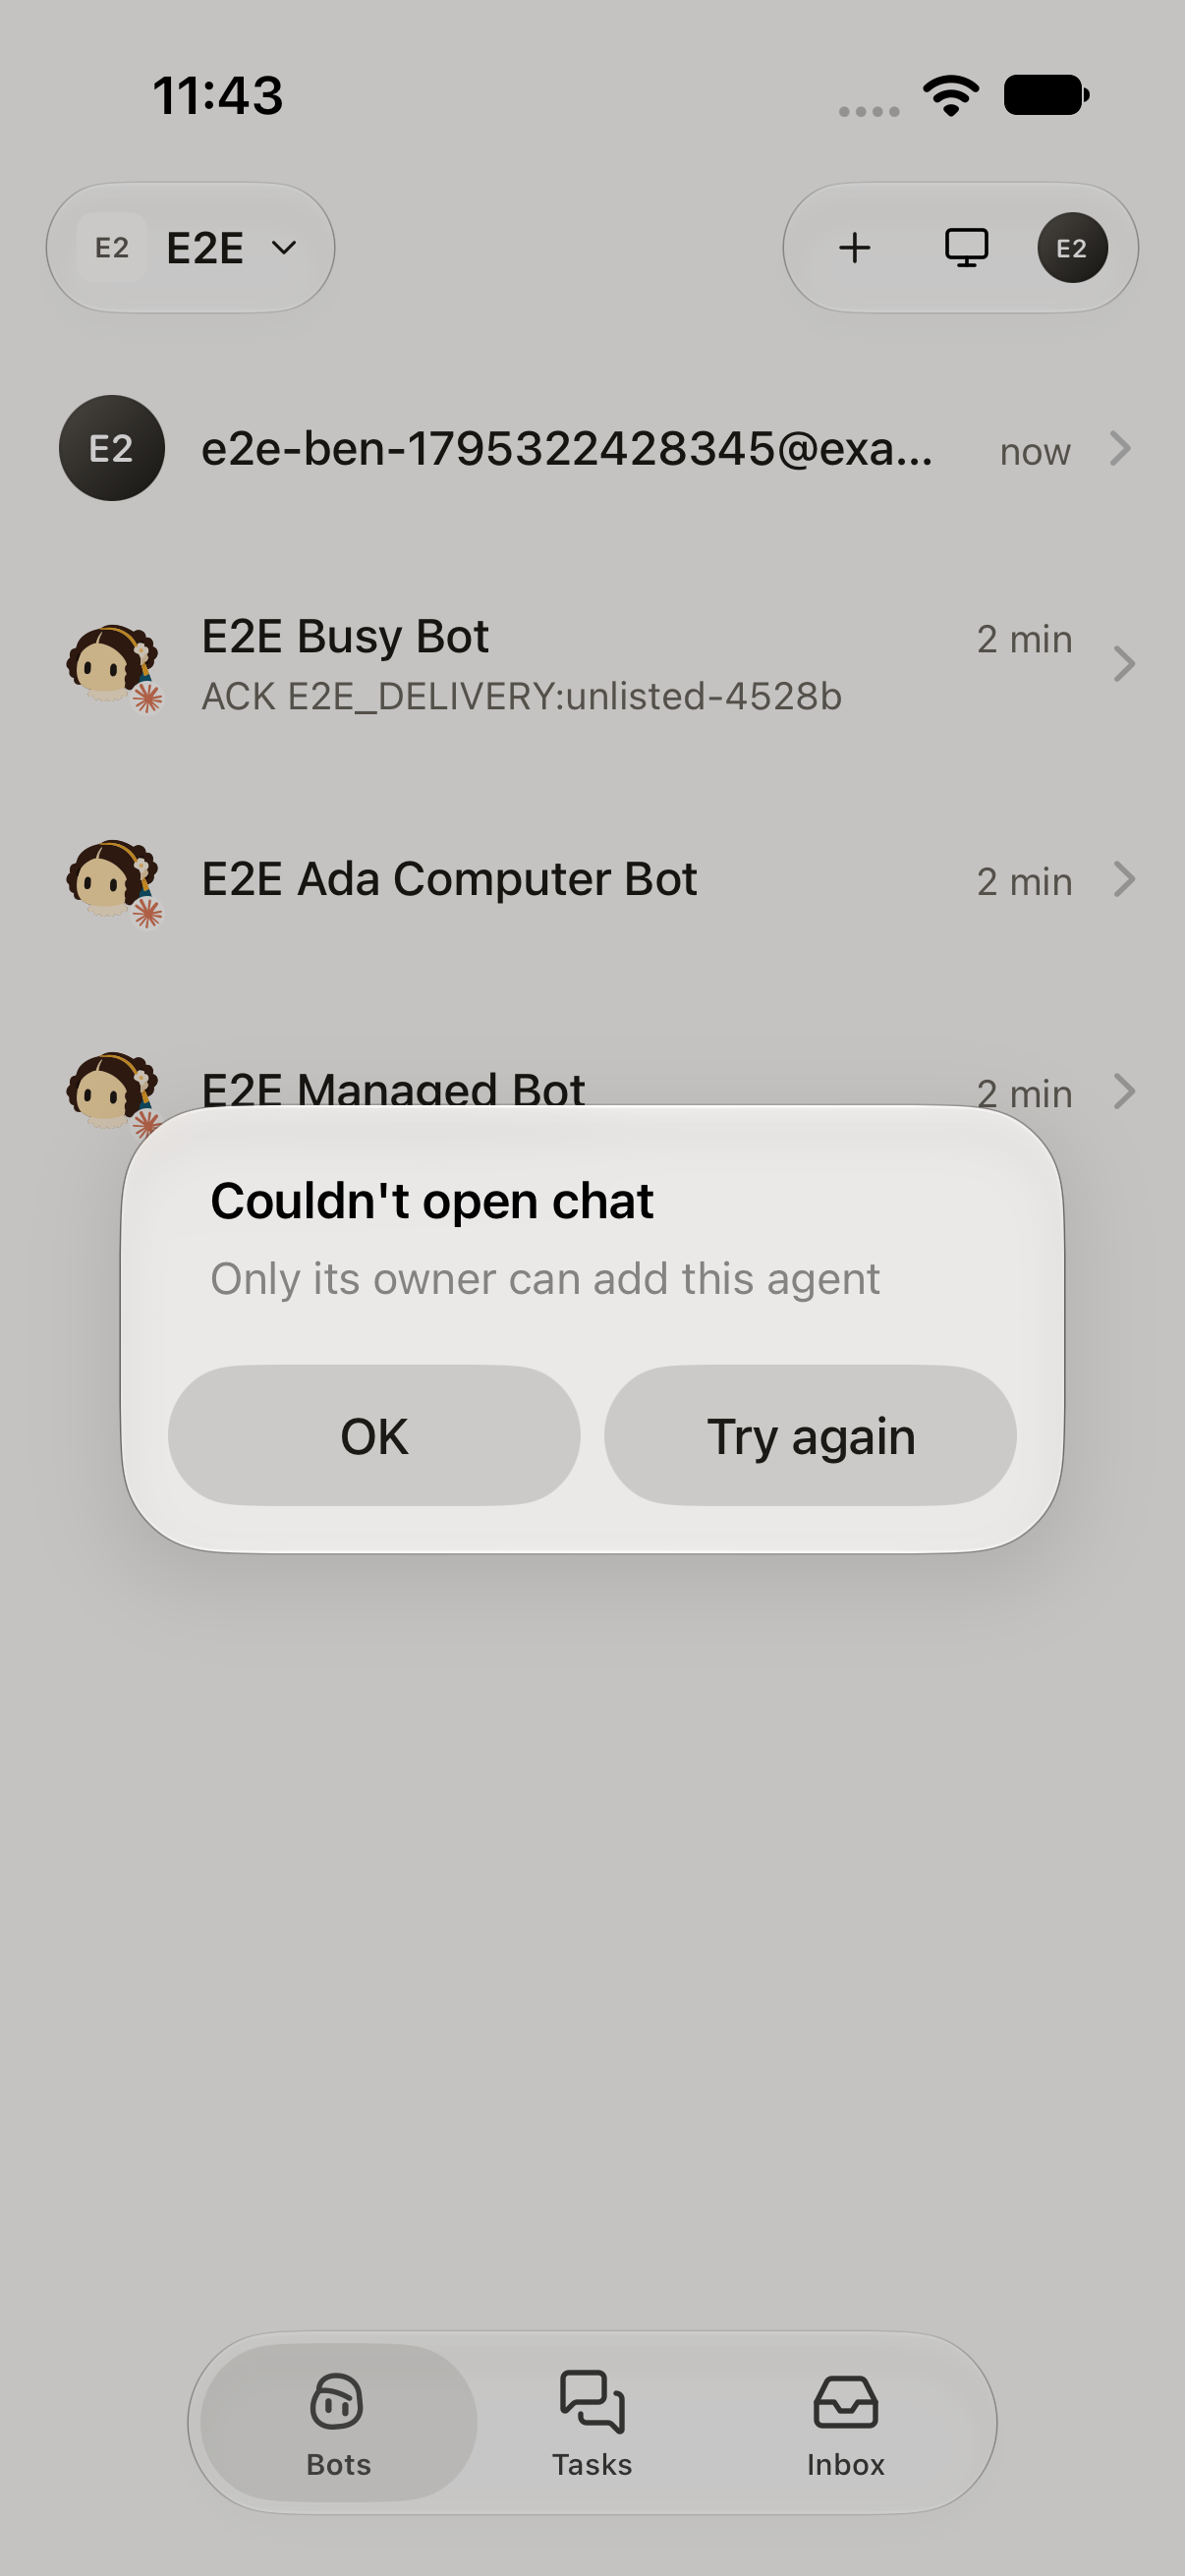 11:43
E2 E2E
E2
E2 e2e-ben-1795322428345@exa... now
E2E Busy Bot 2 min
ACK E2E_DELIVERY:unlisted-4528b
E2E Ada Computer Bot 2 min
E2E Managed Bot 2 min
Couldn't open chat
Only its owner can add this agent
OK Try again
Bots Tasks Inbox